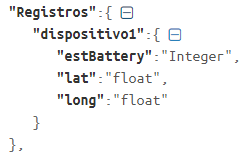 "Registros":{
"dispositivo1":{
"estBattery":"Integer",
"lat":"float",
"long":"float"
}
},